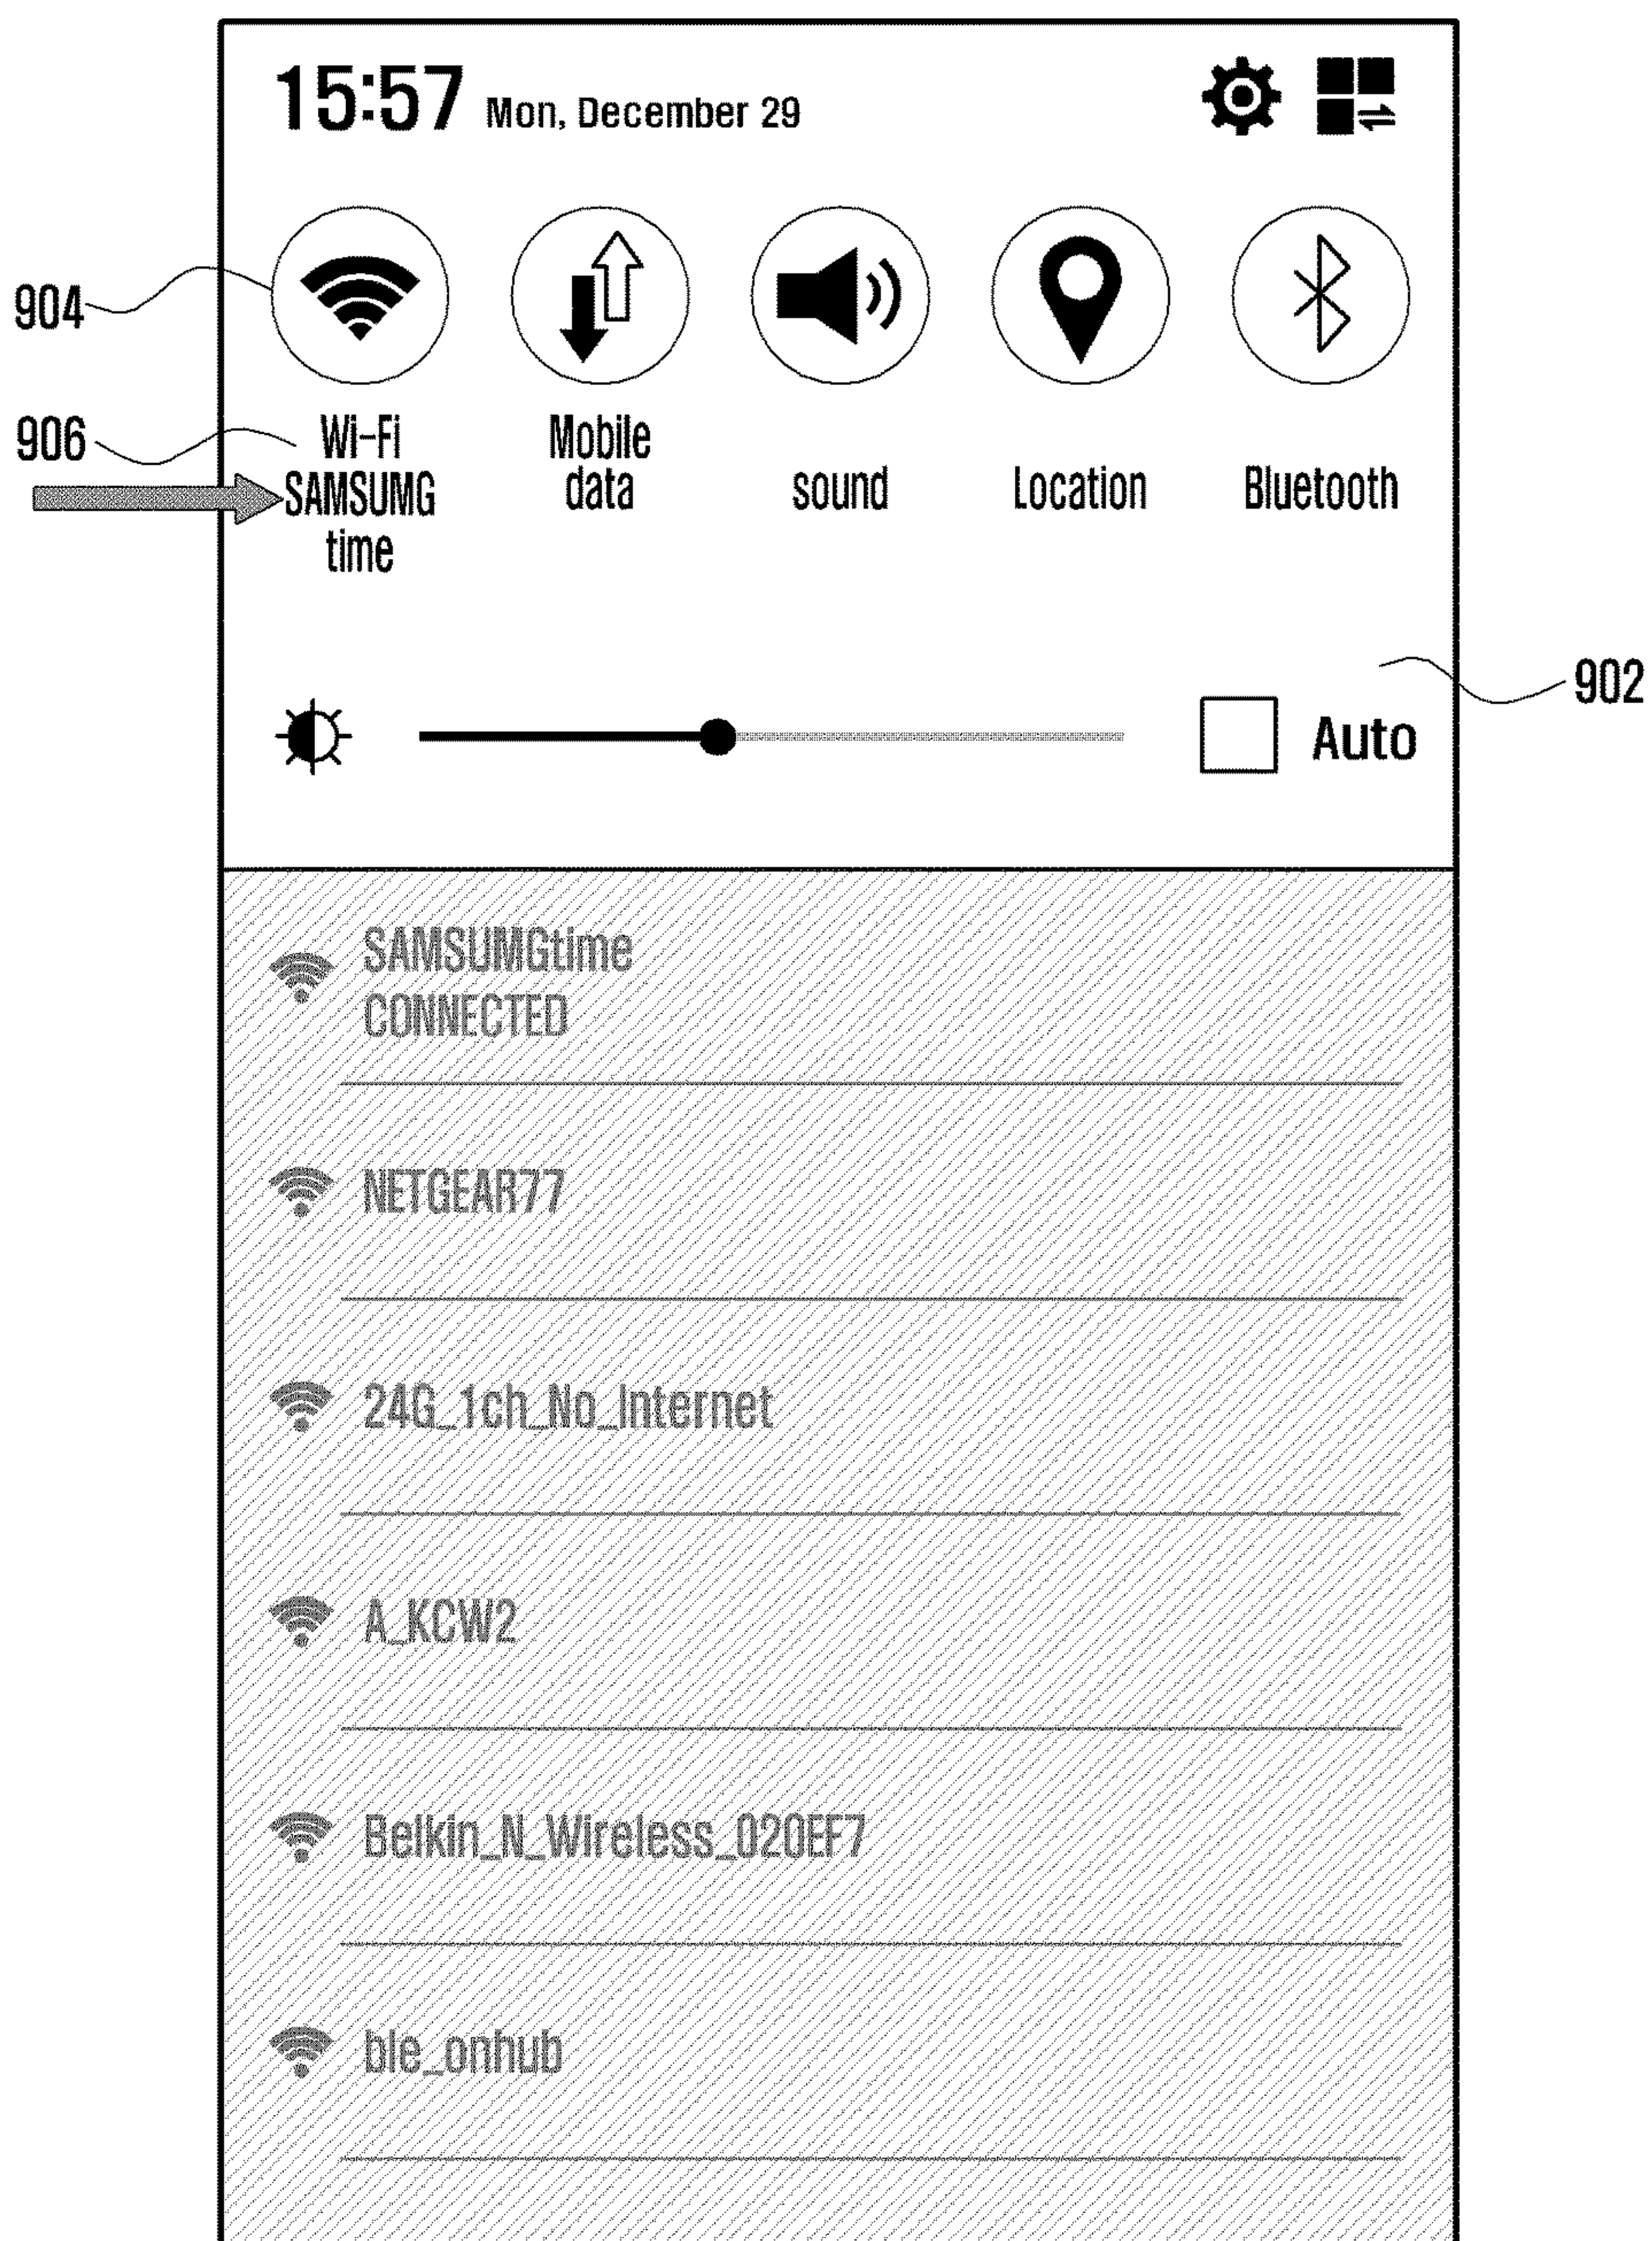 15:57 Mon, December 29
904
906
Wi-Fi
SAMSUMG
time
Mobile
data
sound
Location
Bluetooth
902
Auto
SAMSUMGtime
CONNECTED
NETGEAR77
24G_1ch_No_Internet
A_KCW2
Belkin_N_Wireless_020EF7
ble_onhub